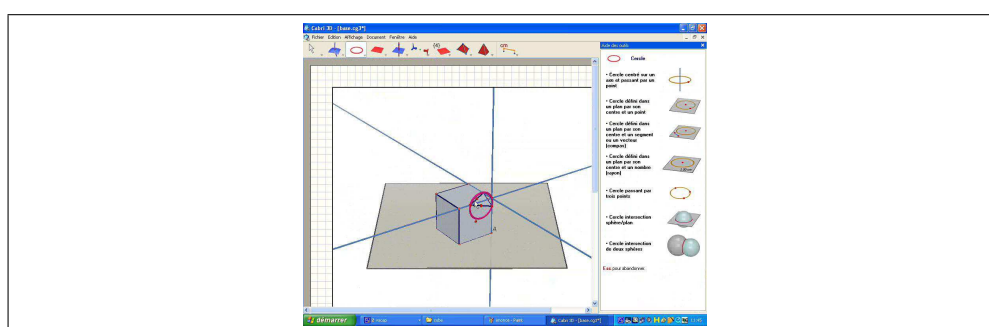 Cabri 3D - [base.cg3*]
Fichier Edition Affichage Document Fenêtre Aide
(4)
cm
Aide des outils
Cercle
• Cercle centré sur un
axe et passant par un
point
• Cercle défini dans
un plan par son
centre et un point
• Cercle défini dans
un plan par son
centre et un segment
ou un vecteur
(compas)
• Cercle défini dans
un plan par son
centre et un nombre
(rayon)
• Cercle passant par
trois points
• Cercle intersection
sphère/plan
• Cercle intersection
de deux sphères
Esc pour abandonner.
A
démarrer
Cabri 3D - [base.cg3*]
11:45